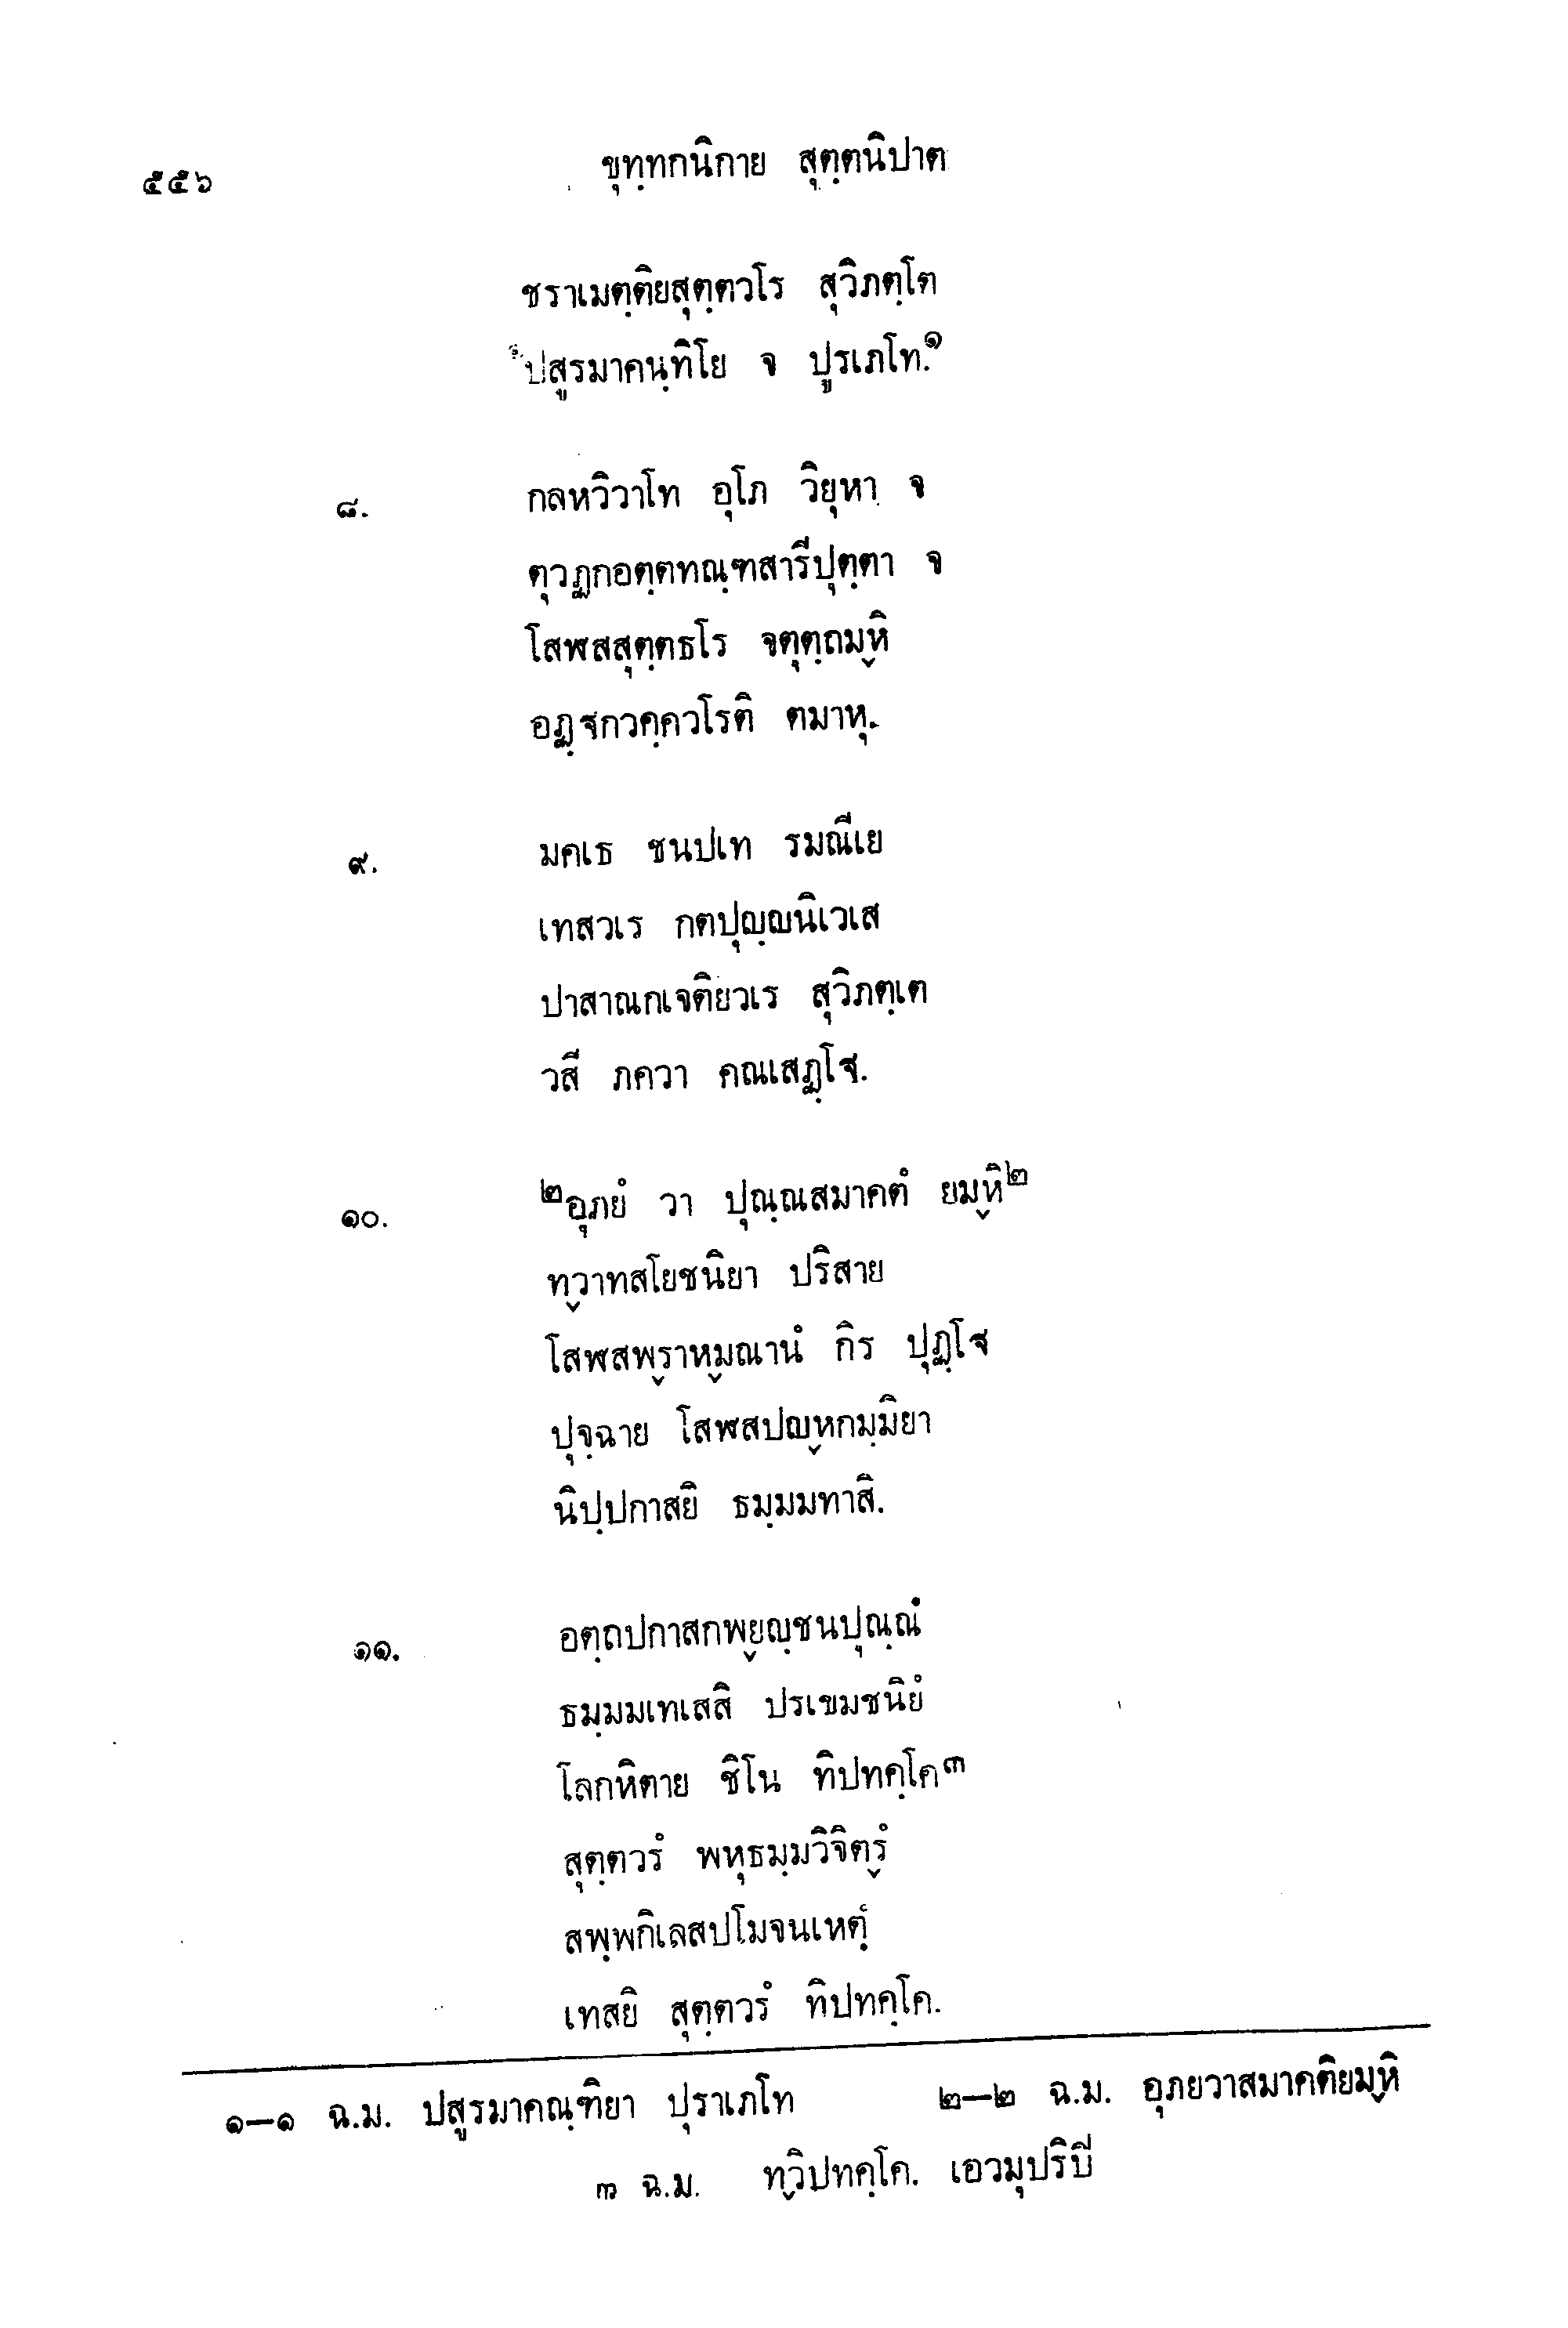 ๕๕๖ ขุทฺทกนิกาย สุตฺตนิปาต
ชราเมตฺติยสุตฺตวโร สุวิภตฺโต
ปสูรมาคนฺทิโย จ ปูรเภโท.๑
๘. กลหวิวาโท อุโภ วิยุหา จ
ตุวฏกอตฺตทณฺฑสารีปุตฺตา จ
โสฬสสุตฺตธโร จตุตฺถมฺหิ
อฏฺฐกวคฺควโรติ ตมาหุ.
๙. มคเธ ชนปเท รมณีเย
เทสวเร กตปุญฺญนิเวเส
ปาสาณกเจติยวเร สุวิภตฺเต
วสี ภควา คณเสฏฺโฐ.
๑๐. ๒อุภยํ วา ปุณฺณสมาคตํ ยมฺหิ๒
ทฺวาทสโยชนิยา ปริสาย
โสฬสพฺราหฺมณานํ กิร ปุฏฺโฐ
ปุจฺฉาย โสฬสปญฺหกมฺมิยา
นิปฺปกาสยิ ธมฺมมทาสิ.
๑๑. อตฺถปกาสกพฺยญฺชนปุณฺณํ
ธมฺมมเทเสสิ ปรเขมชนิยํ
โลกหิตาย ชิโน ทิปทคฺโค๓
สุตฺตวรํ พหุธมฺมวิจิตฺรํ
สพฺพกิเลสปโมจนเหตุํ
เทสยิ สุตฺตวรํ ทิปทคฺโค.
๑—๑ ฉ.ม. ปสูรมาคณฺฑิยา ปุราเภโท ๒—๒ ฉ.ม. อุภยวาสมาคติยมฺหิ
๓ ฉ.ม. ทฺวิปทคฺโค. เอวมุปริปี